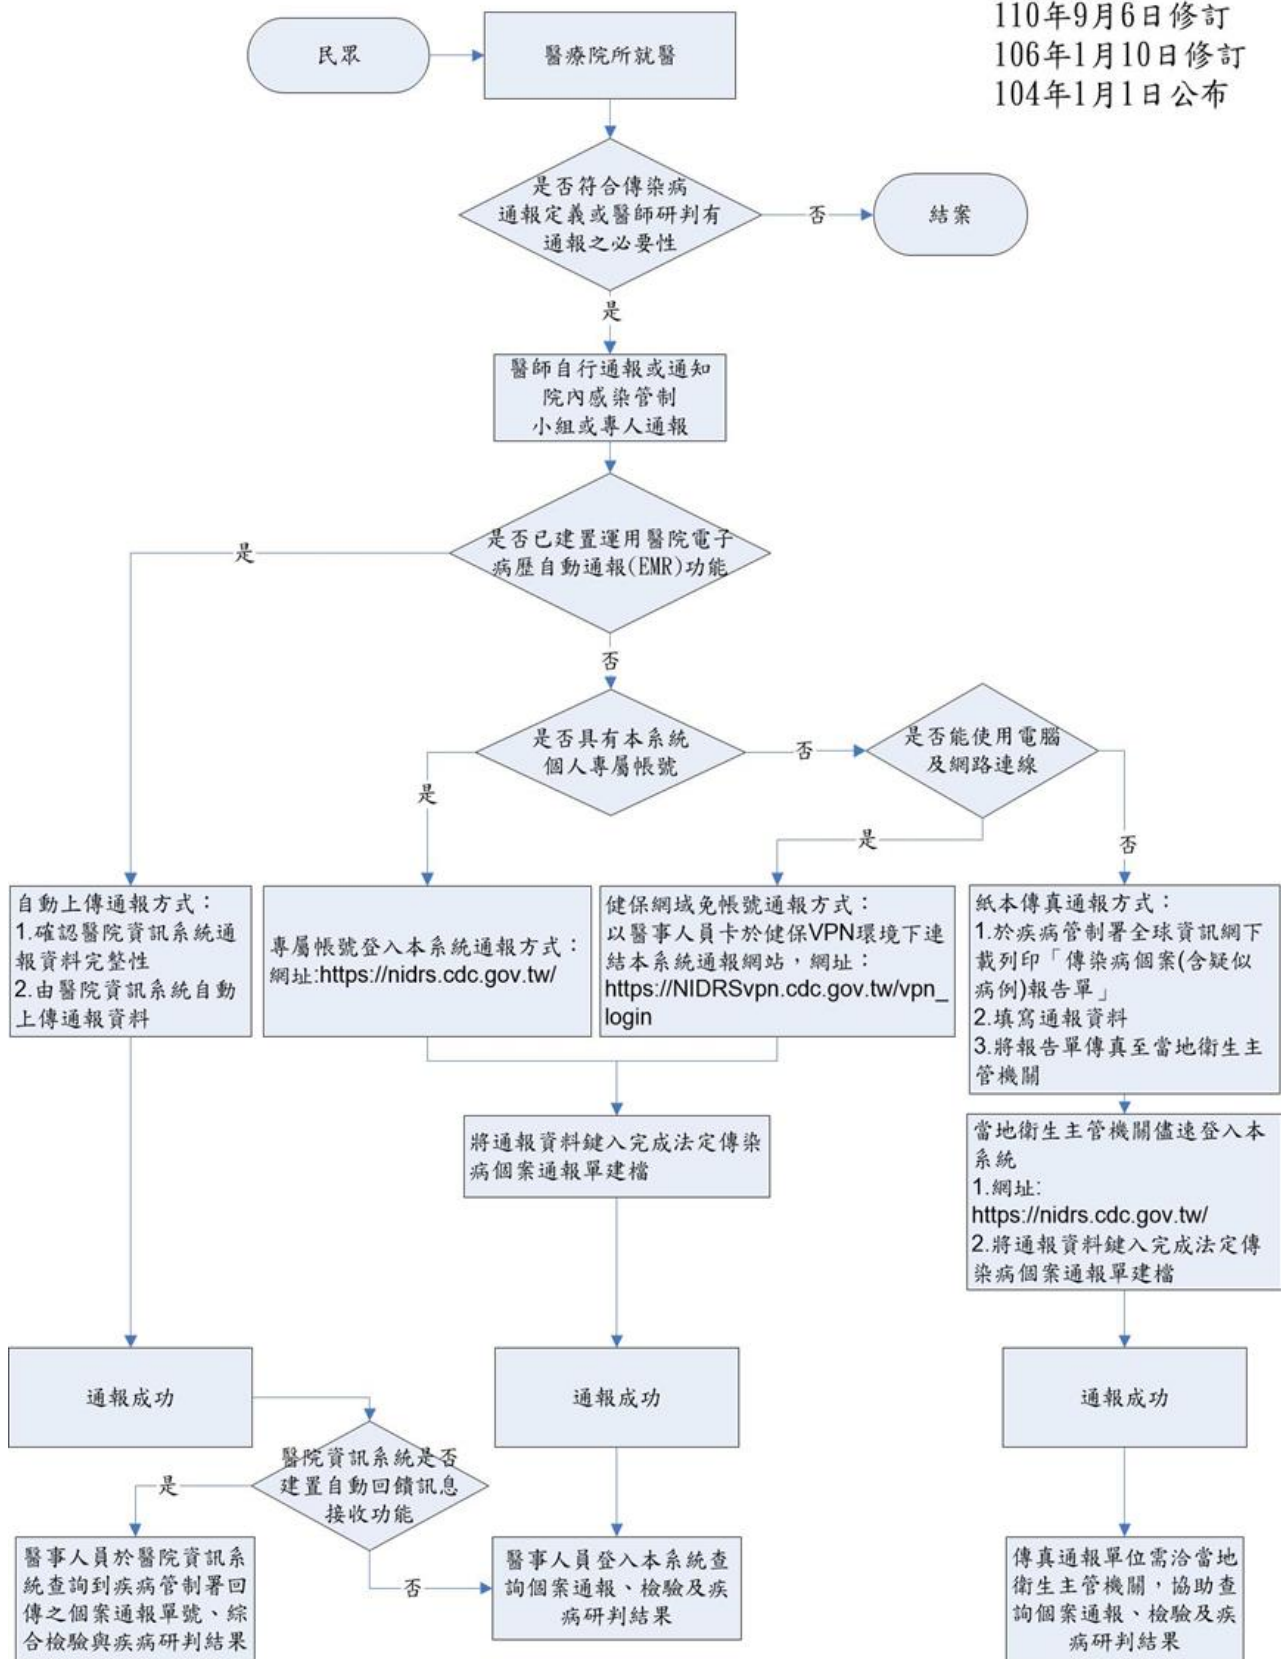 110年9月6日修訂
106年1月10日修訂
104年1月1日公布
民眾
醫療院所就醫
是否符合傳染病
通報定義或醫師研判有
通報之必要性
否
結案
是
醫師自行通報或通知
院內感染管制
小組或專人通報
是否已建置運用醫院電子
病歷自動通報(EMR)功能
是
否
是否具有本系統
個人專屬帳號
否
是否能使用電腦
及網路連線
是
是
否
自動上傳通報方式：
1.確認醫院資訊系統通
報資料完整性
2.由醫院資訊系統自動
上傳通報資料
專屬帳號登入本系統通報方式：
網址:https://nidrs.cdc.gov.tw/
健保網域免帳號通報方式：
以醫事人員卡於健保VPN環境下連
結本系統通報網站，網址：
https://NIDRSvpn.cdc.gov.tw/vpn_
login
紙本傳真通報方式：
1.於疾病管制署全球資訊網下
載列印「傳染病個案(含疑似
病例)報告單」
2.填寫通報資料
3.將報告單傳真至當地衛生主
管機關
將通報資料鍵入完成法定傳染
病個案通報單建檔
當地衛生主管機關儘速登入本
系統
1.網址:
https://nidrs.cdc.gov.tw/
2.將通報資料鍵入完成法定傳
染病個案通報單建檔
通報成功
通報成功
通報成功
醫院資訊系統是否
建置自動回饋訊息
接收功能
是
否
醫事人員於醫院資訊系
統查詢到疾病管制署回
傳之個案通報單號、綜
合檢驗與疾病研判結果
醫事人員登入本系統查
詢個案通報、檢驗及疾
病研判結果
傳真通報單位需洽當地
衛生主管機關，協助查
詢個案通報、檢驗及疾
病研判結果